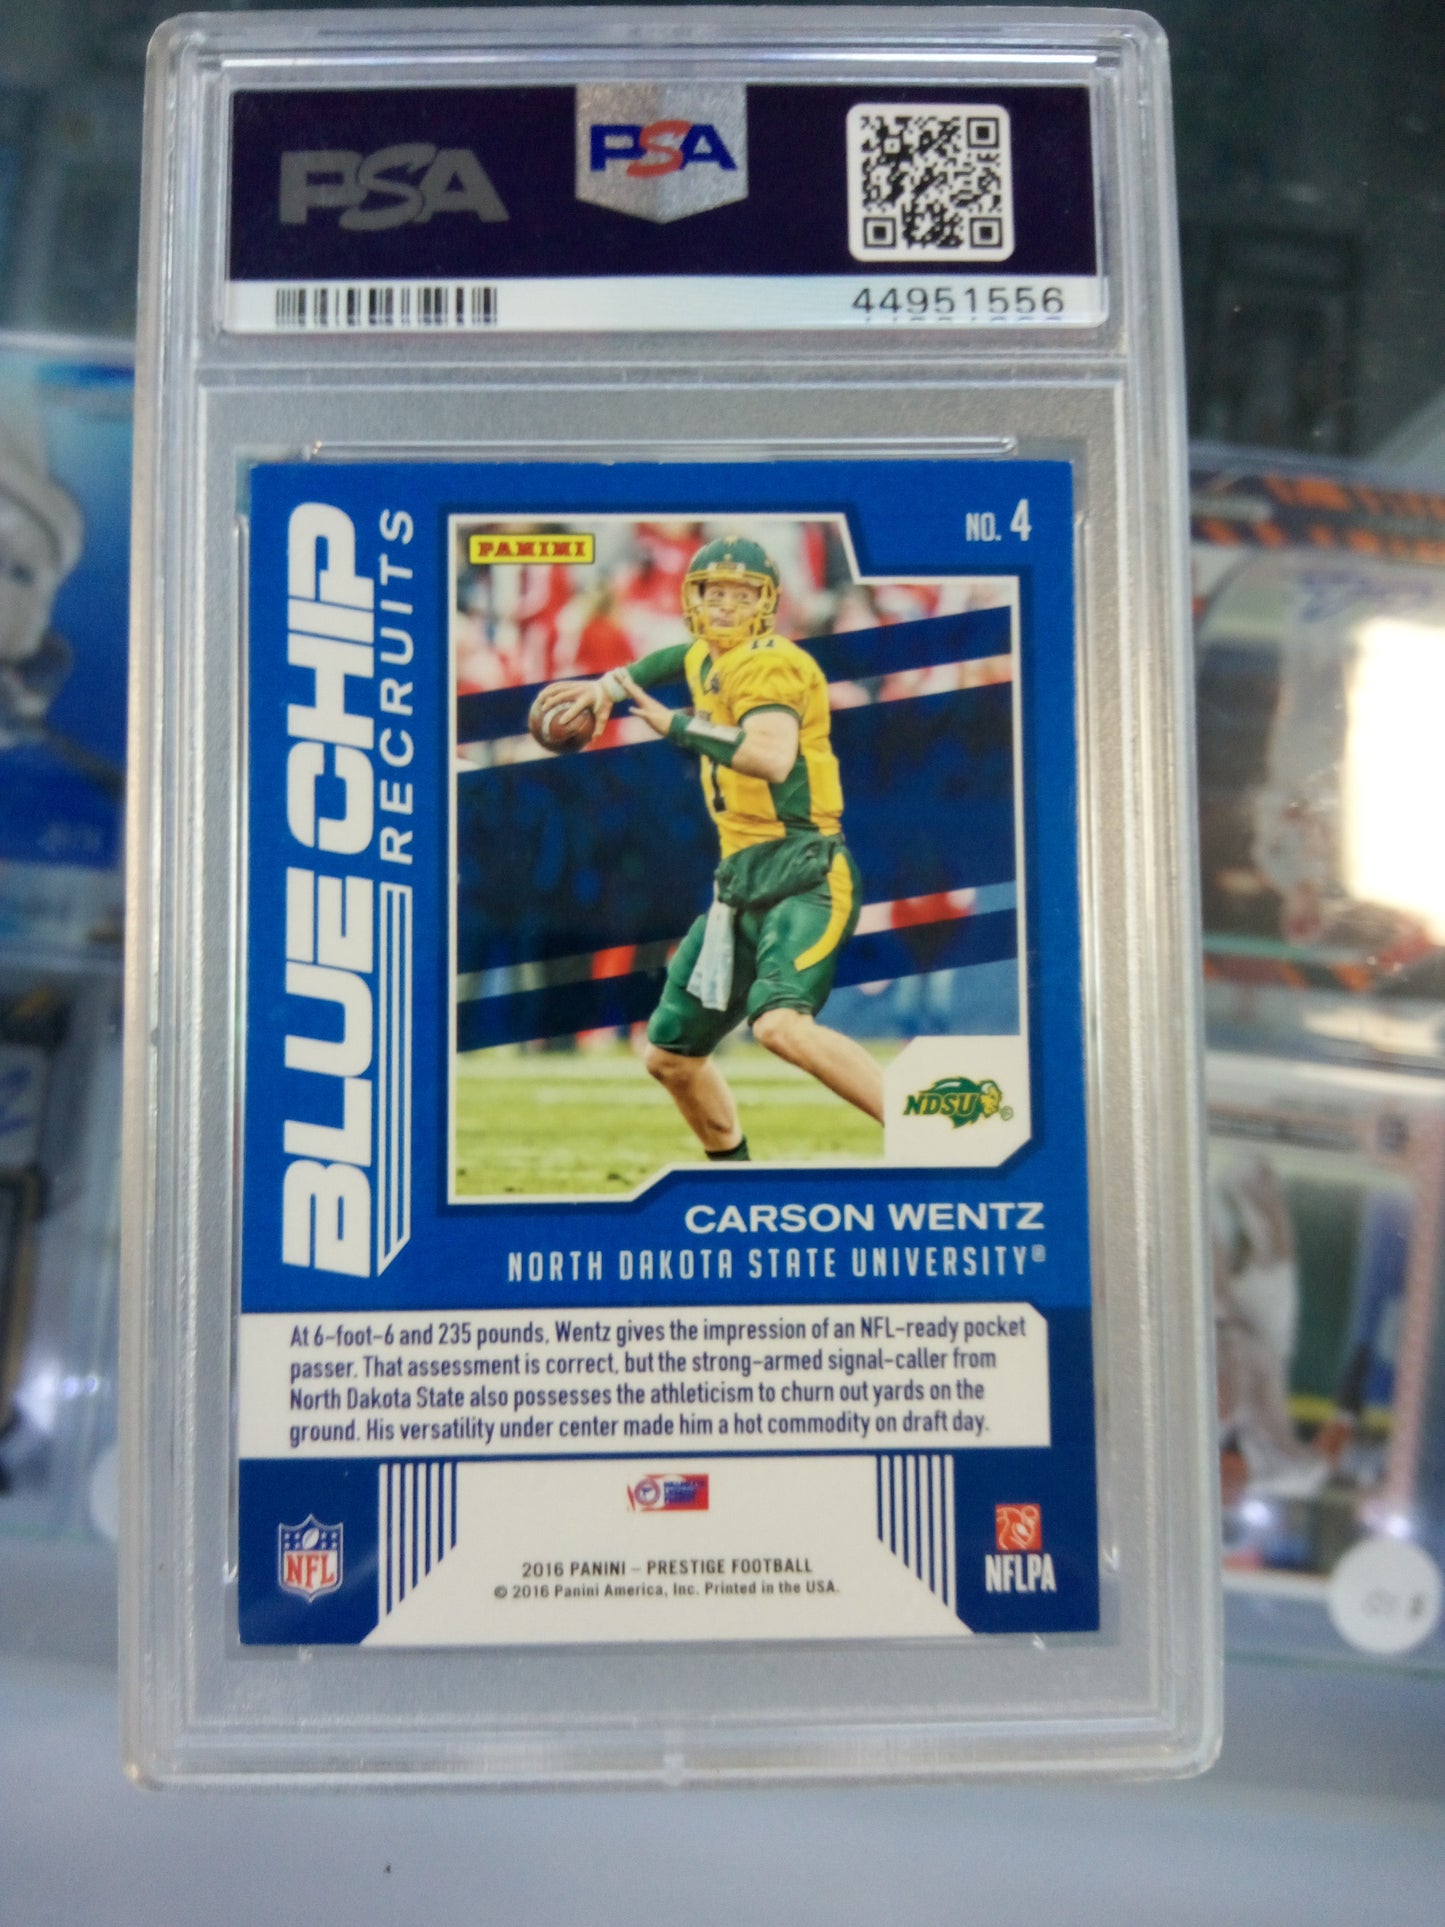 PSA
PSA
44951556
BLUE CHIP
RECRUITS
PANINI
NO. 4
NDSU®
CARSON WENTZ
NORTH DAKOTA STATE UNIVERSITY®
At 6-foot-6 and 235 pounds, Wentz gives the impression of an NFL-ready pocket
passer. That assessment is correct, but the strong-armed signal-caller from
North Dakota State also possesses the athleticism to churn out yards on the
ground. His versatility under center made him a hot commodity on draft day.
NFL
2016 PANINI - PRESTIGE FOOTBALL
© 2016 Panini America, Inc. Printed in the USA.
NFLPA